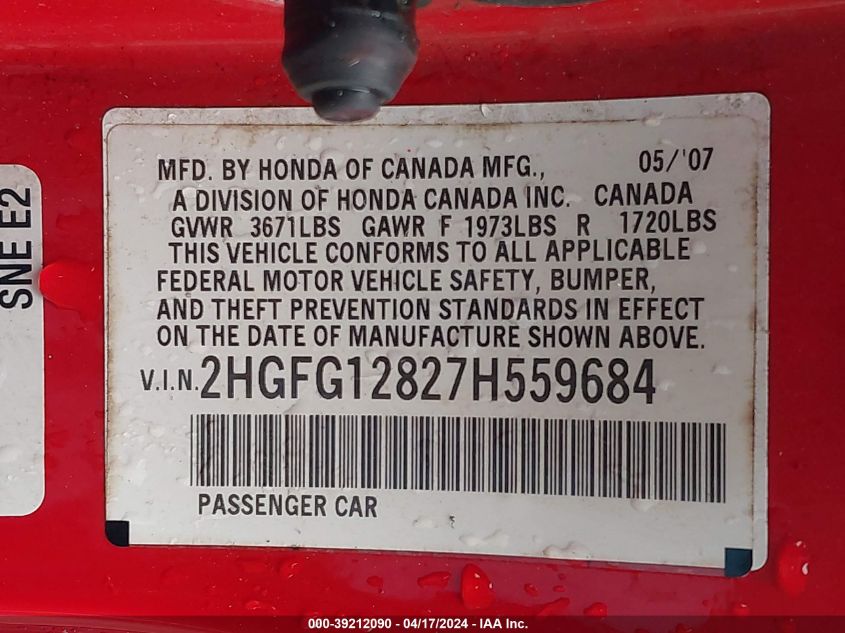 SNE E2
MFD. BY HONDA OF CANADA MFG., 05/'07
A DIVISION OF HONDA CANADA INC. CANADA
GVWR 3671LBS GAWR F 1973LBS R 1720LBS
THIS VEHICLE CONFORMS TO ALL APPLICABLE
FEDERAL MOTOR VEHICLE SAFETY, BUMPER,
AND THEFT PREVENTION STANDARDS IN EFFECT
ON THE DATE OF MANUFACTURE SHOWN ABOVE.
V.I.N. 2HGFG12827H559684
PASSENGER CAR
000-39212090 - 04/17/2024 - IAA Inc.